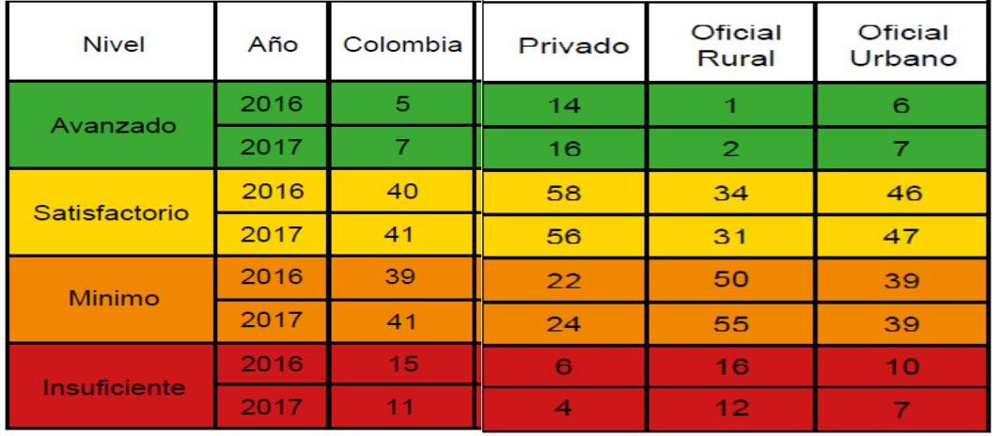 Nivel Año Colombia Privado Oficial Rural Oficial Urbano
Avanzado 2016 5 14 1 6
2017 7 16 2 7
Satisfactorio 2016 40 58 34 46
2017 41 56 31 47
Minimo 2016 39 22 50 39
2017 41 24 55 39
Insuficiente 2016 15 6 16 10
2017 11 4 12 7